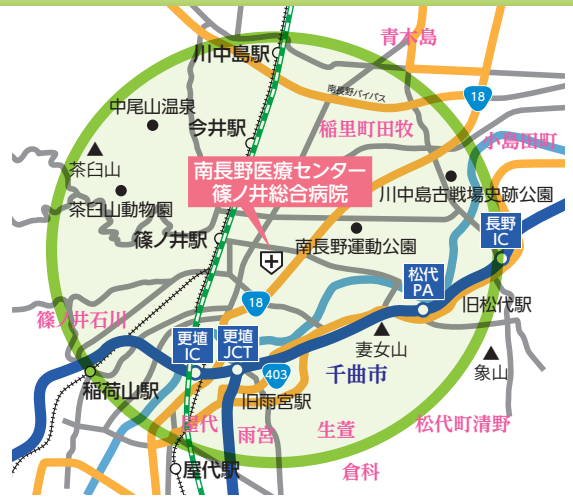 青木島
川中島駅
南長野バイパス
18
中尾山温泉
今井駅
稲里町田牧
小島田町
茶臼山
南長野医療センター
篠ノ井総合病院
川中島古戦場史跡公園
茶臼山動物園
長野
IC
篠ノ井駅
南長野運動公園
松代
PA
18
旧松代駅
篠ノ井石川
更埴
IC
更埴
JCT
妻女山
象山
403
千曲市
稲荷山駅
旧雨宮駅
屋代
雨宮
生萱
松代町清野
屋代駅
倉科